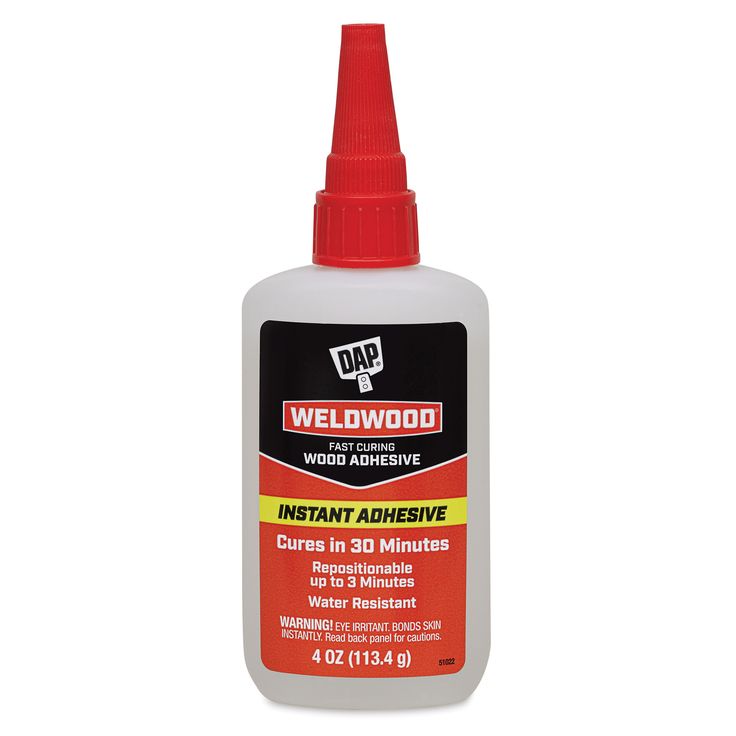 DAP®
WELDWOOD®
FAST CURING
WOOD ADHESIVE
INSTANT ADHESIVE
Cures in 30 Minutes
Repositionable
up to 3 Minutes
Water Resistant
WARNING! EYE IRRITANT. BONDS SKIN
INSTANTLY. Read back panel for cautions.
4 OZ (113.4 g)
51022